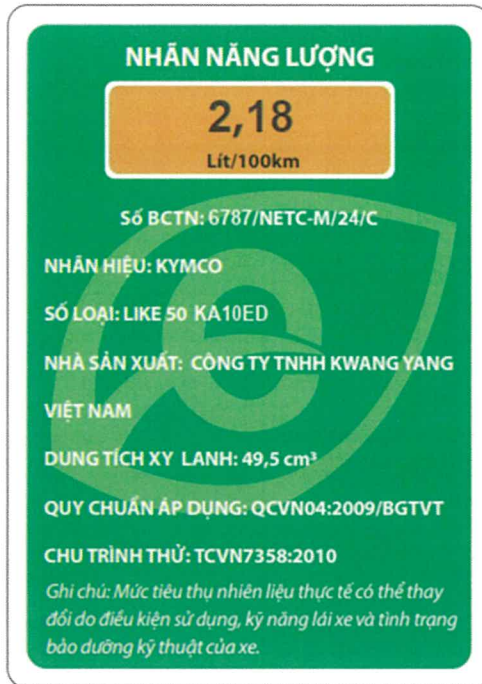 NHÃN NĂNG LƯỢNG
2,18
Lít/100km
Số BCTN: 6787/NETC-M/24/C
NHÃN HIỆU: KYMCO
SỐ LOẠI: LIKE 50 KA10ED
NHÀ SẢN XUẤT: CÔNG TY TNHH KWANG YANG
VIỆT NAM
DUNG TÍCH XY LANH: 49,5 cm³
QUY CHUẨN ÁP DỤNG: QCVN04:2009/BGTVT
CHU TRÌNH THỬ: TCVN7358:2010
Ghi chú: Mức tiêu thụ nhiên liệu thực tế có thể thay
đổi do điều kiện sử dụng, kỹ năng lái xe và tình trạng
bảo dưỡng kỹ thuật của xe.